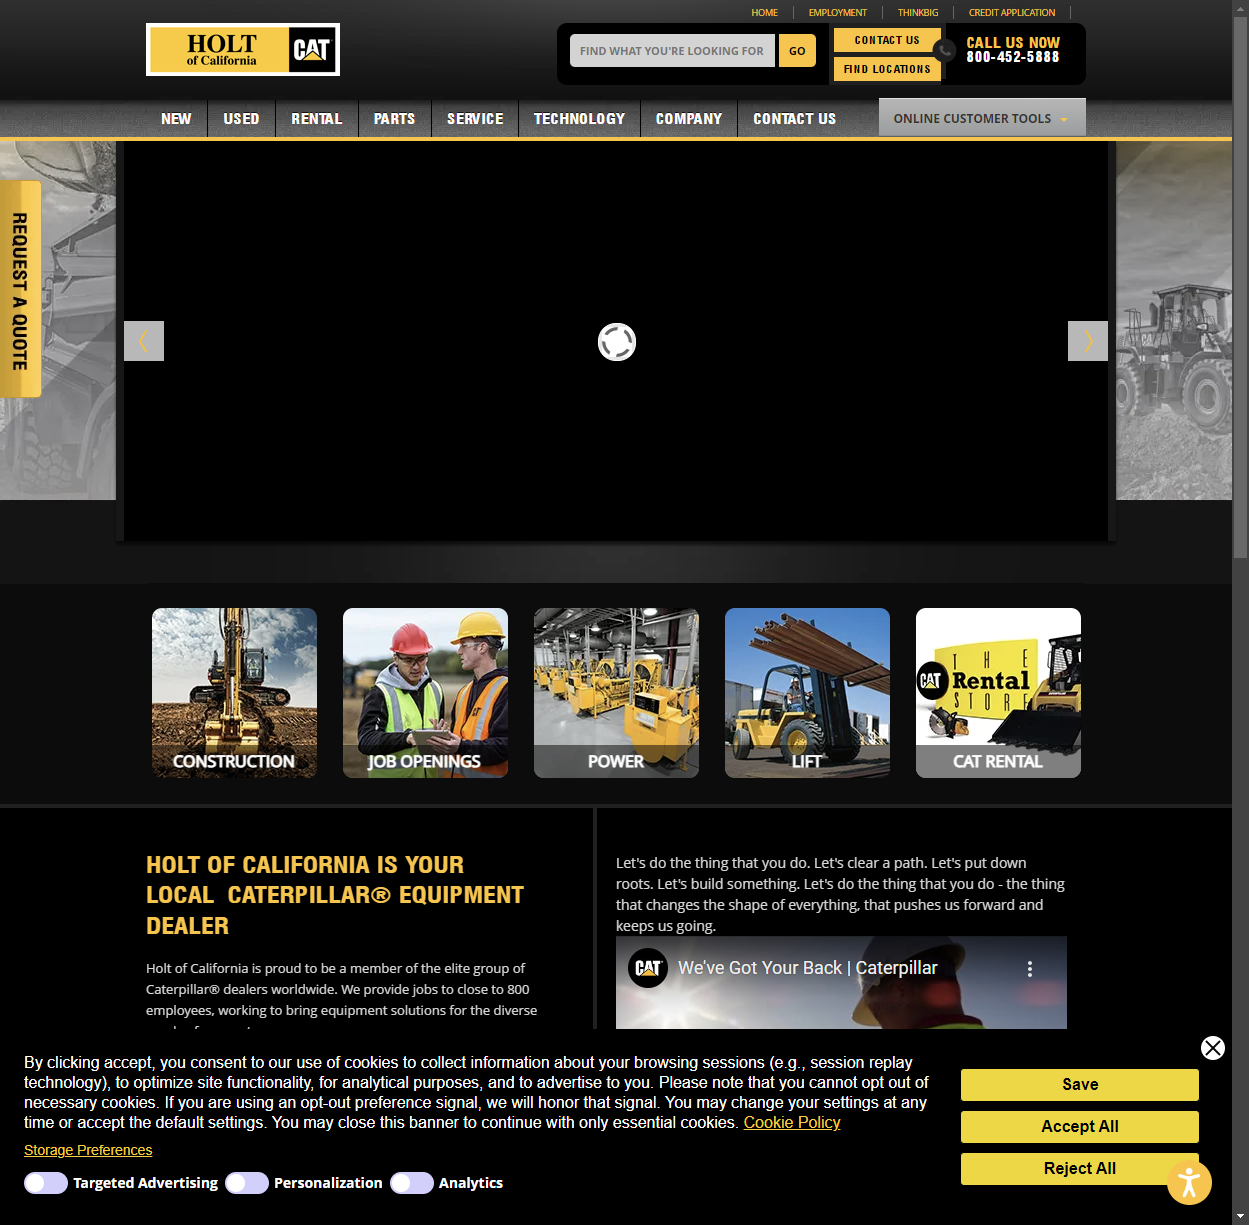 HOME
EMPLOYMENT
THINKBIG
CREDIT APPLICATION
HOLT
of California
CAT
FIND WHAT YOU'RE LOOKING FOR
GO
CONTACT US
FIND LOCATIONS
CALL US NOW
800-452-5888
NEW
USED
RENTAL
PARTS
SERVICE
TECHNOLOGY
COMPANY
CONTACT US
ONLINE CUSTOMER TOOLS
REQUEST A QUOTE
CONSTRUCTION
JOB OPENINGS
POWER
LIFT
THE
CAT Rental
STORE
CAT RENTAL
HOLT OF CALIFORNIA IS YOUR
LOCAL CATERPILLAR® EQUIPMENT
DEALER
Holt of California is proud to be a member of the elite group of
Caterpillar® dealers worldwide. We provide jobs to close to 800
employees, working to bring equipment solutions for the diverse
Let's do the thing that you do. Let's clear a path. Let's put down
roots. Let's build something. Let's do the thing that you do - the thing
that changes the shape of everything, that pushes us forward and
keeps us going.
CAT
We've Got Your Back | Caterpillar
By clicking accept, you consent to our use of cookies to collect information about your browsing sessions (e.g., session replay
technology), to optimize site functionality, for analytical purposes, and to advertise to you. Please note that you cannot opt out of
necessary cookies. If you are using an opt-out preference signal, we will honor that signal. You may change your settings at any
time or accept the default settings. You may close this banner to continue with only essential cookies. Cookie Policy
Storage Preferences
Targeted Advertising
Personalization
Analytics
Save
Accept All
Reject All